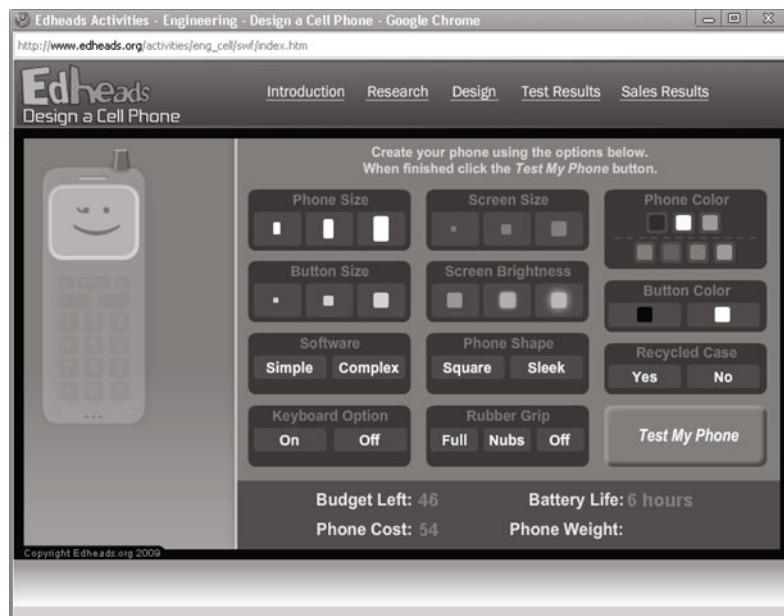 Edheads Activities - Engineering - Design a Cell Phone - Google Chrome
http://www.edheads.org/activities/eng_cell/swf/index.htm
Edheads
Design a Cell Phone
Introduction Research Design Test Results Sales Results
Create your phone using the options below.
When finished click the Test My Phone button.
Phone Size
Screen Size
Phone Color
Button Size
Screen Brightness
Button Color
Software
Simple Complex
Phone Shape
Square Sleek
Recycled Case
Yes No
Keyboard Option
On Off
Rubber Grip
Full Nubs Off
Test My Phone
Budget Left: 46
Battery Life: 6 hours
Phone Cost: 54
Phone Weight:
Copyright Edheads.org 2009